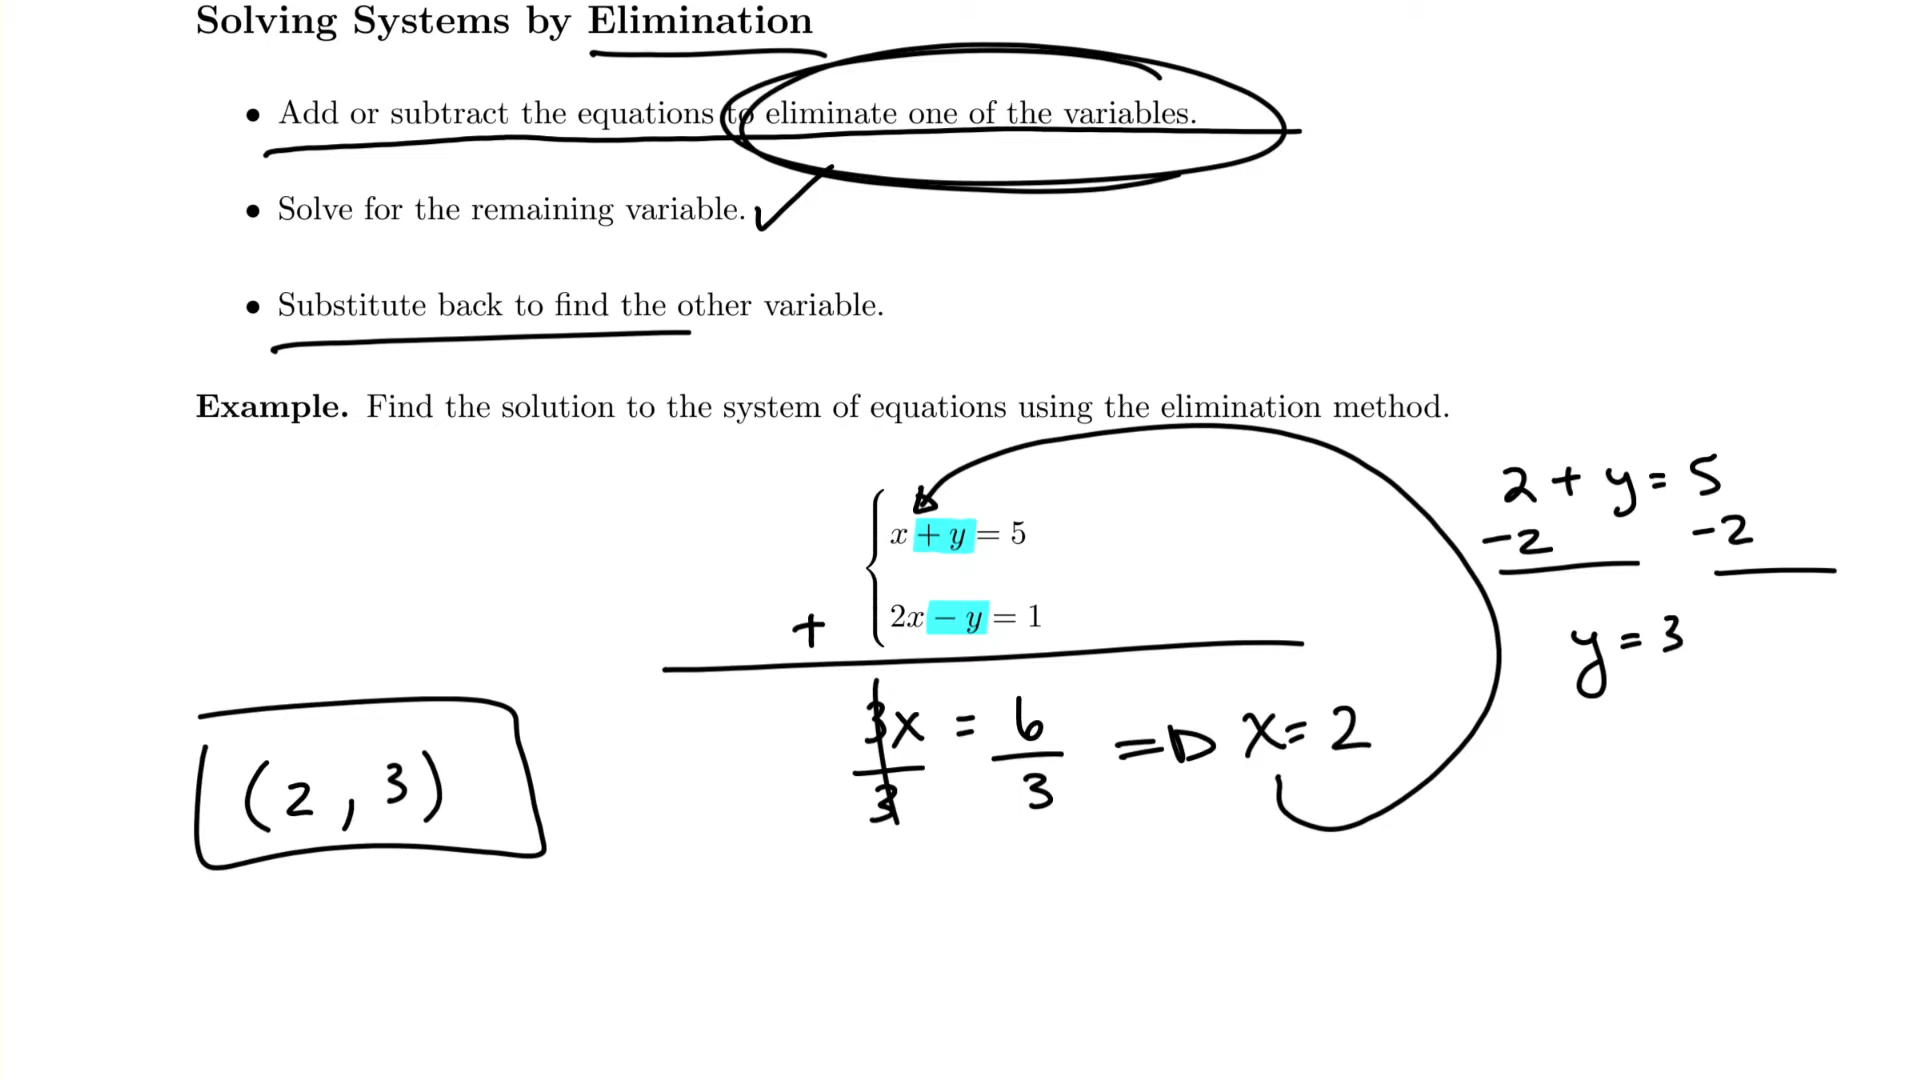 Solving Systems by Elimination
• Add or subtract the equations to eliminate one of the variables.
• Solve for the remaining variable.
• Substitute back to find the other variable.
Example. Find the solution to the system of equations using the elimination method.
x + y = 5
+ 2x − y = 1
3x = 6 ⇒ x = 2
3 3
2 + y = 5
-2 -2
y = 3
(2, 3)